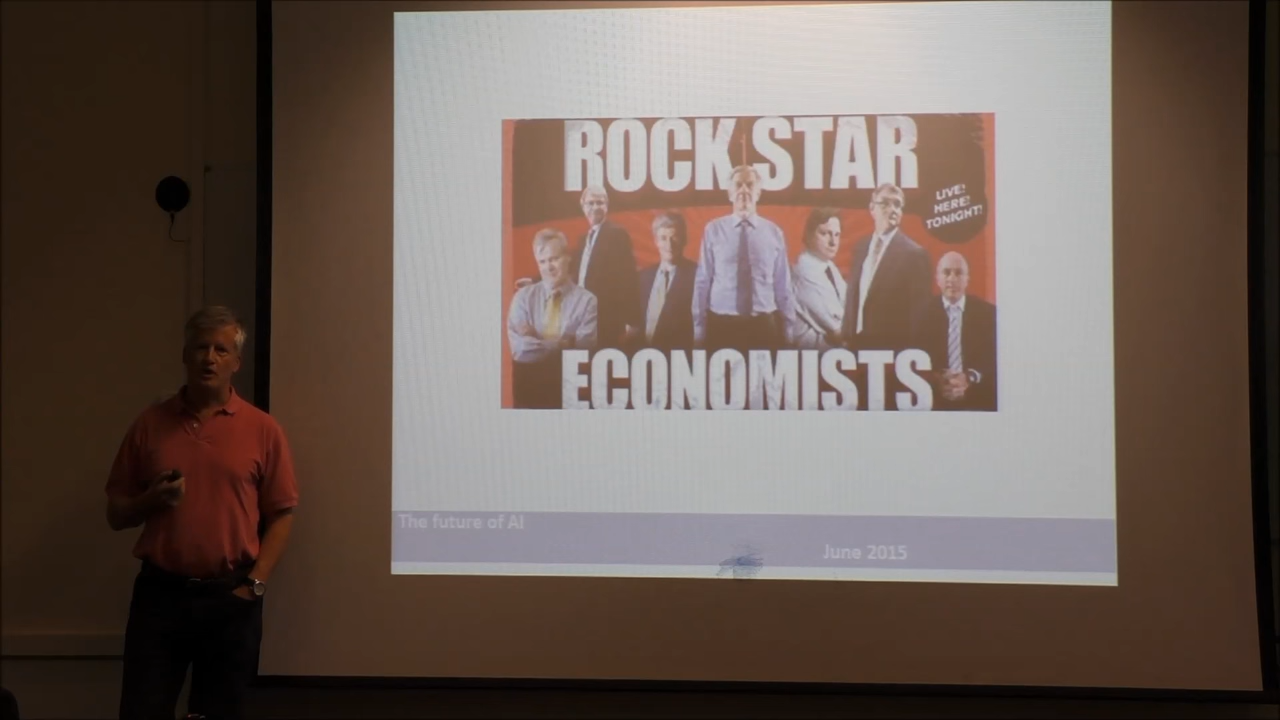 ROCK STAR
LIVE!
HERE!
TONIGHT!
ECONOMISTS
The future of AI
June 2015